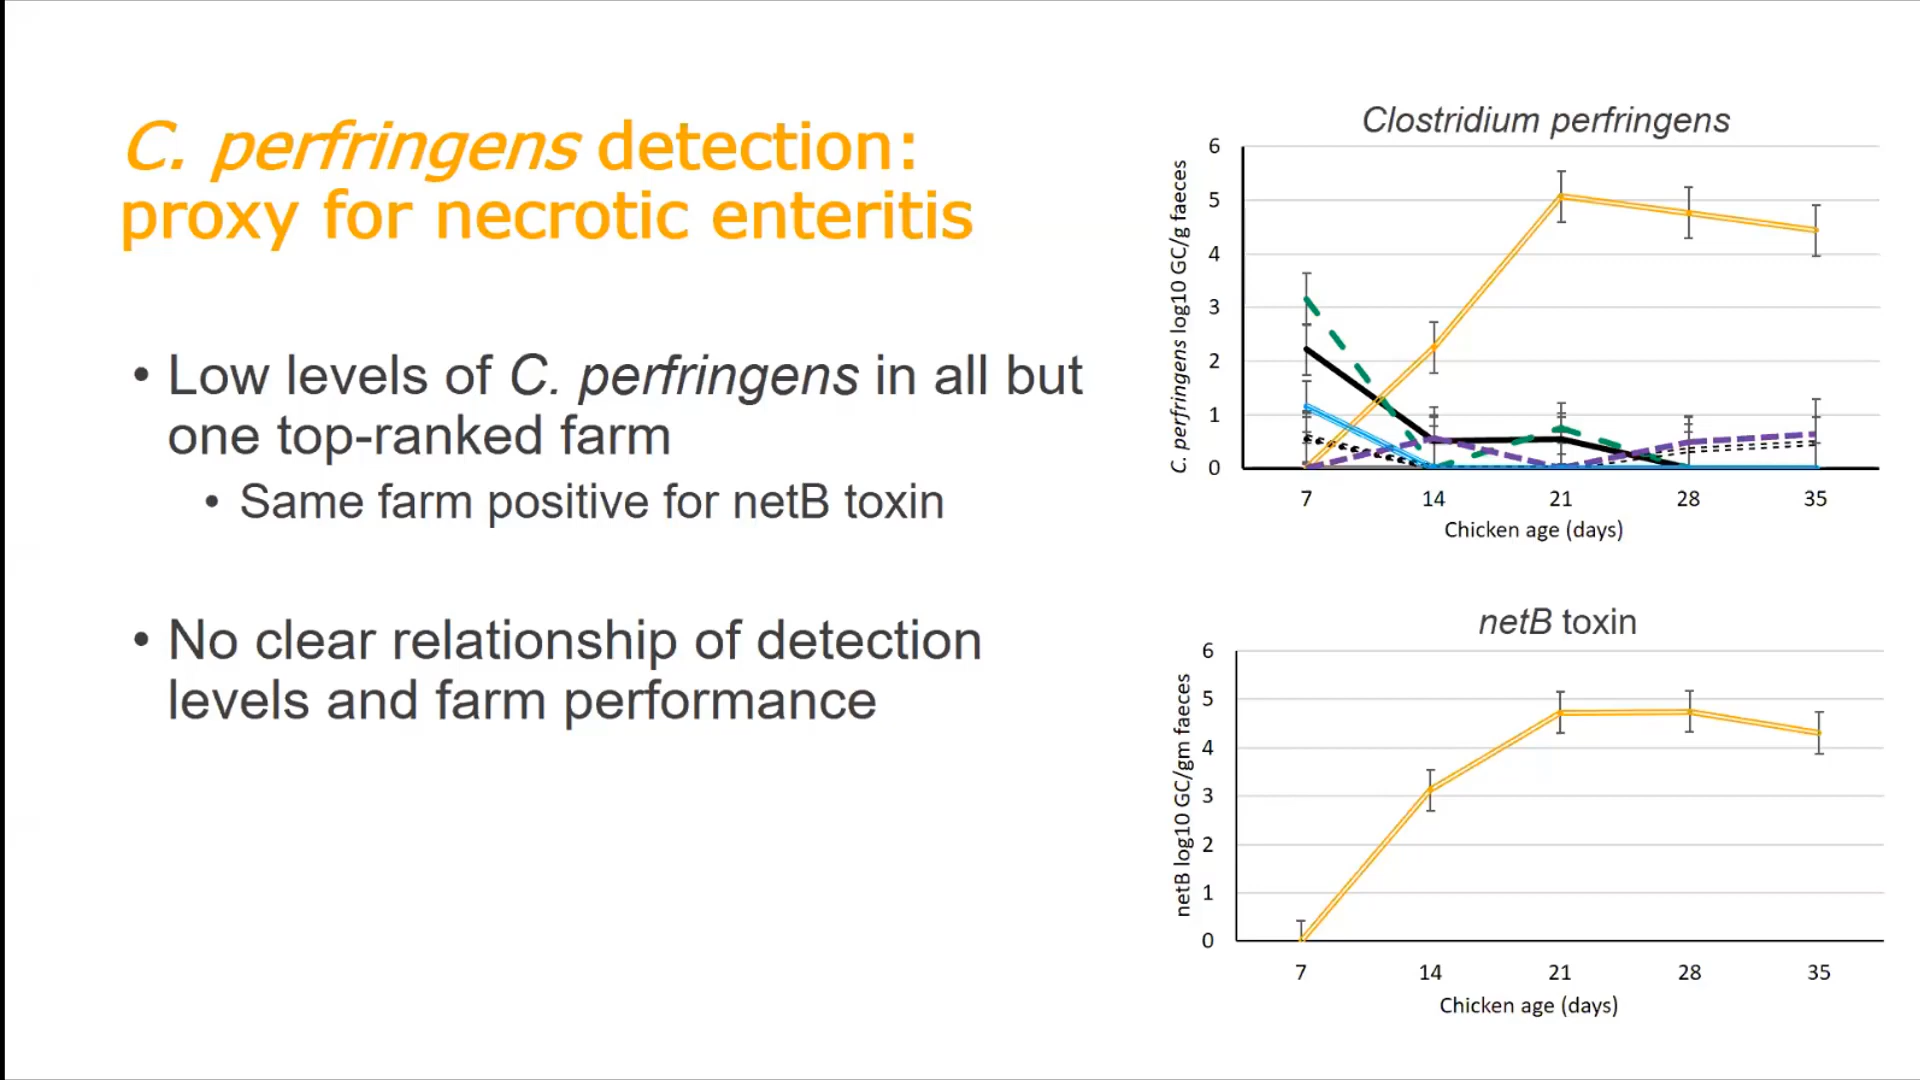 C. perfringens detection:
proxy for necrotic enteritis
• Low levels of C. perfringens in all but
one top-ranked farm
• Same farm positive for netB toxin
• No clear relationship of detection
levels and farm performance
Clostridium perfringens
C. perfringens log10 GC/g faeces
6
5
4
3
2
1
0
7 14 21 28 35
Chicken age (days)
netB toxin
netB log10 GC/gm faeces
6
5
4
3
2
1
0
7 14 21 28 35
Chicken age (days)